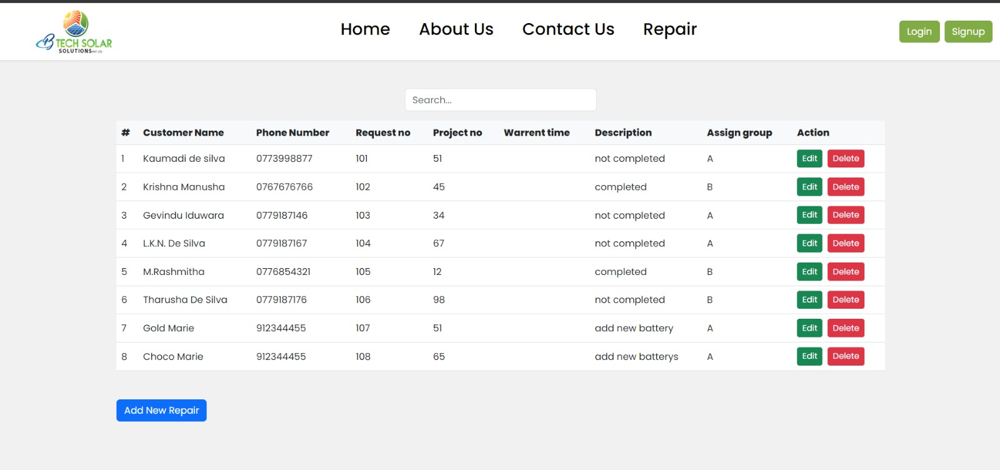 Home About Us Contact Us Repair Login Signup
B TECH SOLAR
SOLUTIONS PVT LTD
Search...
# Customer Name Phone Number Request no Project no Warrent time Description Assign group Action
1 Kaumadi de silva 0773998877 101 51 not completed A Edit Delete
2 Krishna Manusha 0767676766 102 45 completed B Edit Delete
3 Gevindu Iduwara 0779187146 103 34 not completed A Edit Delete
4 L.K.N. De Silva 0779187167 104 67 not completed A Edit Delete
5 M.Rashmitha 0776854321 105 12 completed B Edit Delete
6 Tharusha De Silva 0779187176 106 98 not completed B Edit Delete
7 Gold Marie 912344455 107 51 add new battery A Edit Delete
8 Choco Marie 912344455 108 65 add new batterys A Edit Delete
Add New Repair